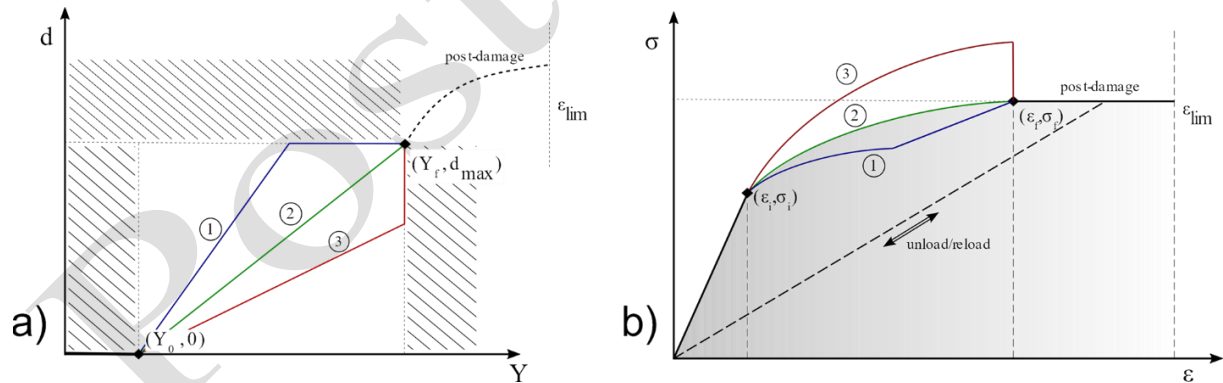 d
post-damage
ε_lim
(Y_f, d_max)
1
2
3
(Y_0, 0)
a)
Y
σ
3
post-damage
2
ε_lim
(ε_f, σ_f)
1
(ε_i, σ_i)
unload/reload
b)
ε
Post